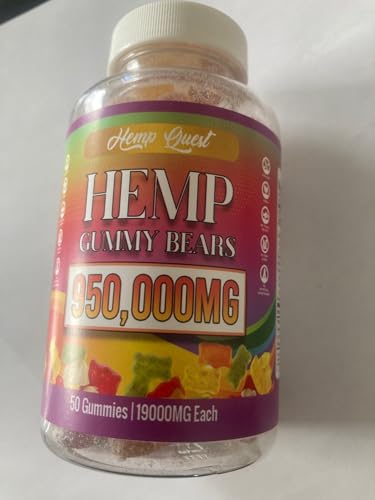 Hemp Quest
HEMP
GUMMY BEARS
950,000MG
50 Gummies | 19000MG Each